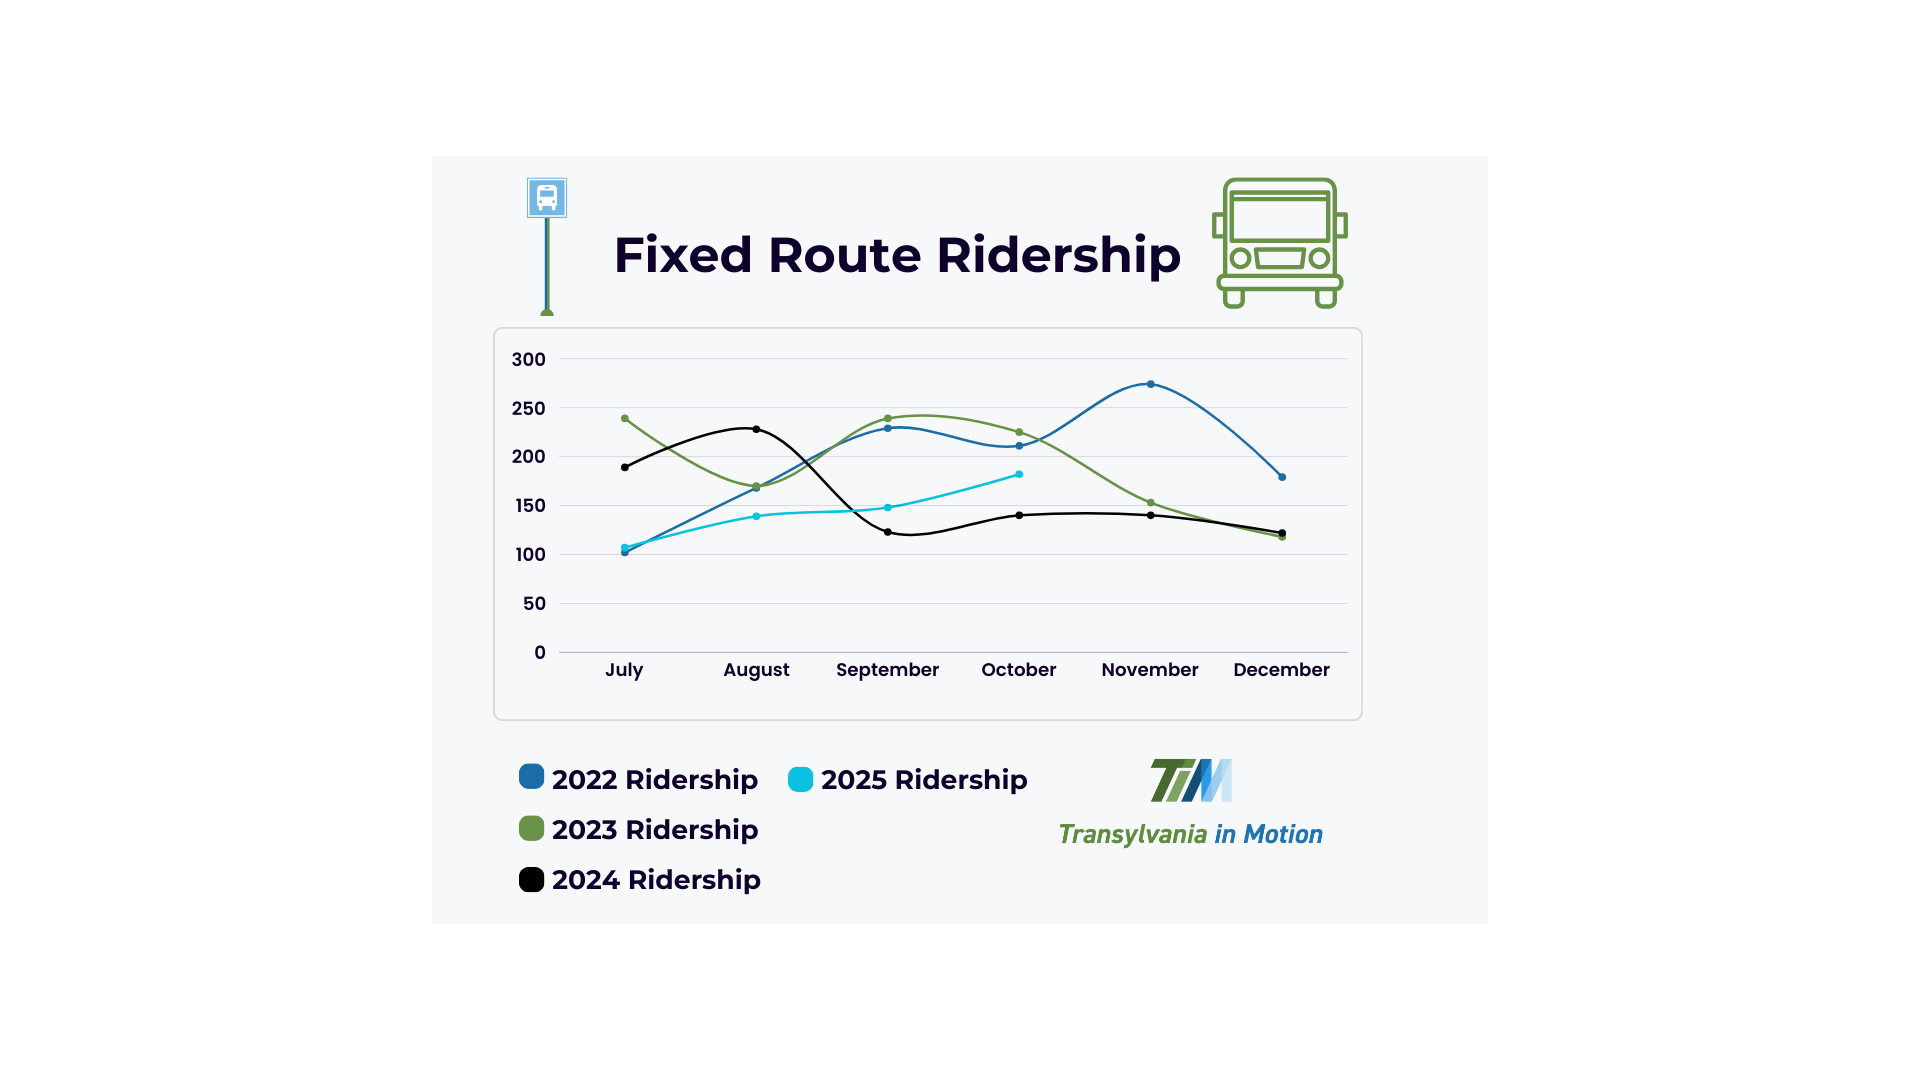 Fixed Route Ridership
300
250
200
150
100
50
0
July August September October November December
2022 Ridership 2025 Ridership
2023 Ridership
2024 Ridership
TIM
Transylvania in Motion